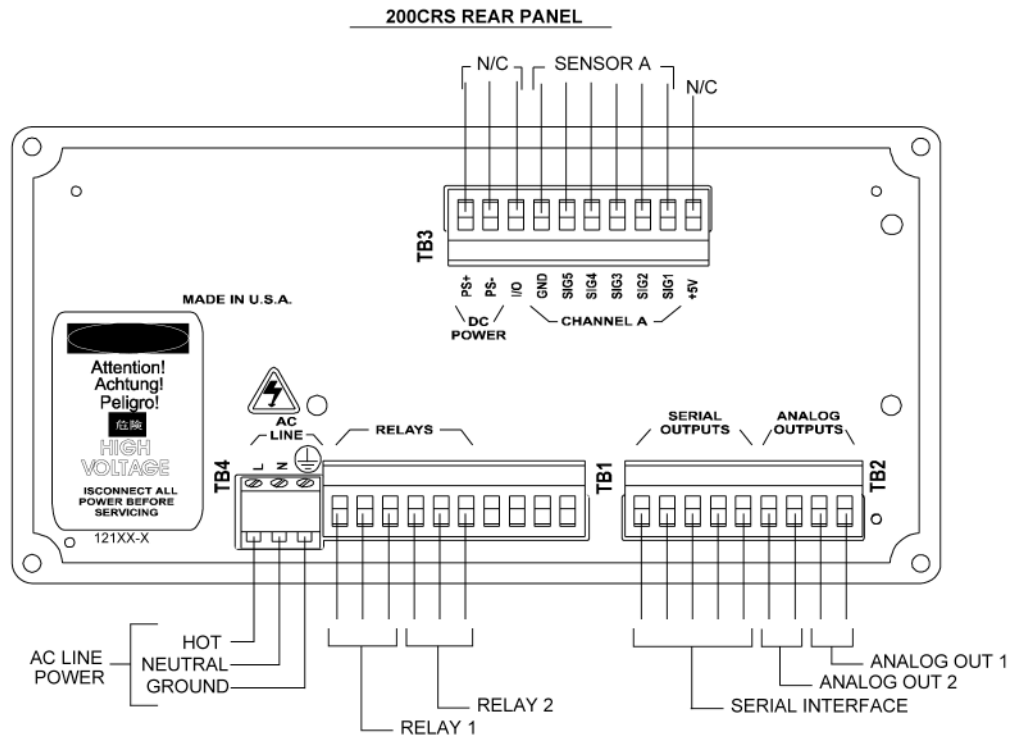 200CRS REAR PANEL
N/C
SENSOR A
N/C
TB3
PS+
PS-
I/O
GND
SIG5
SIG4
SIG3
SIG2
SIG1
+5V
DC
POWER
CHANNEL A
MADE IN U.S.A.
Attention!
Achtung!
Peligro!
危険
HIGH
VOLTAGE
ISCONNECT ALL
POWER BEFORE
SERVICING
121XX-X
AC
LINE
RELAYS
SERIAL
OUTPUTS
ANALOG
OUTPUTS
TB4
L
N
TB1
TB2
AC LINE
POWER
HOT
NEUTRAL
GROUND
RELAY 1
RELAY 2
ANALOG OUT 1
ANALOG OUT 2
SERIAL INTERFACE